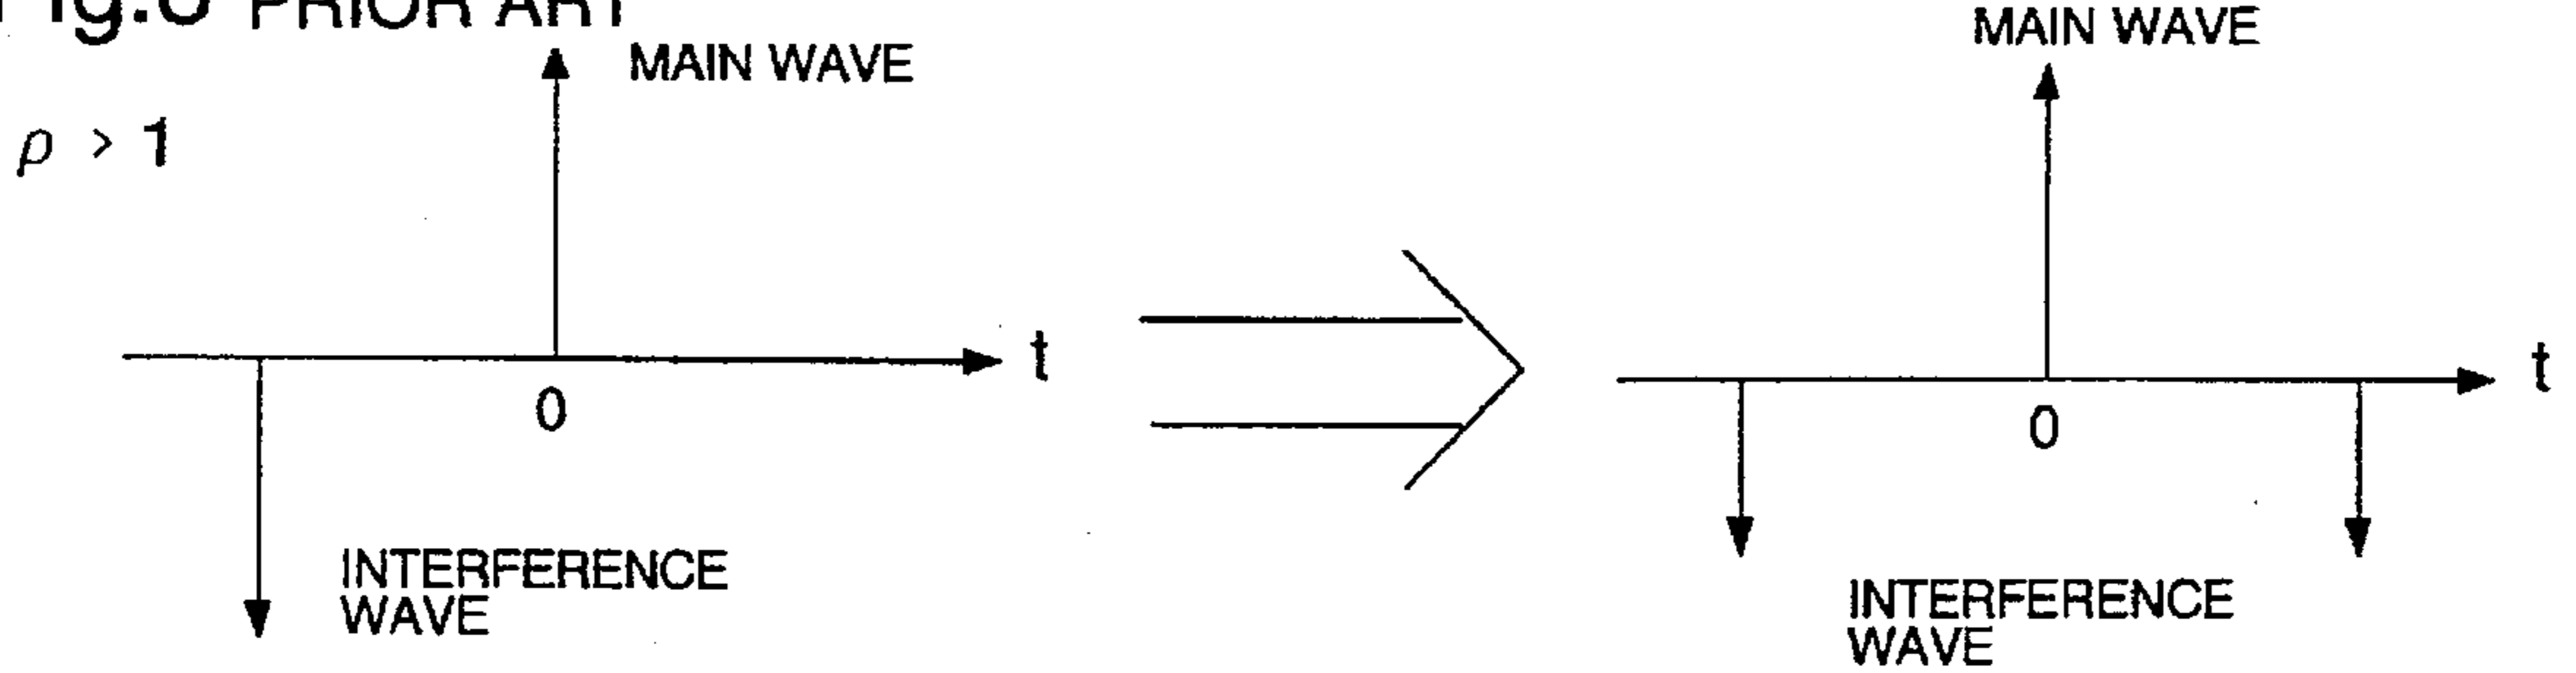 PRIOR ART
MAIN WAVE
MAIN WAVE
ρ > 1
t
t
0
0
INTERFERENCE
WAVE
INTERFERENCE
WAVE